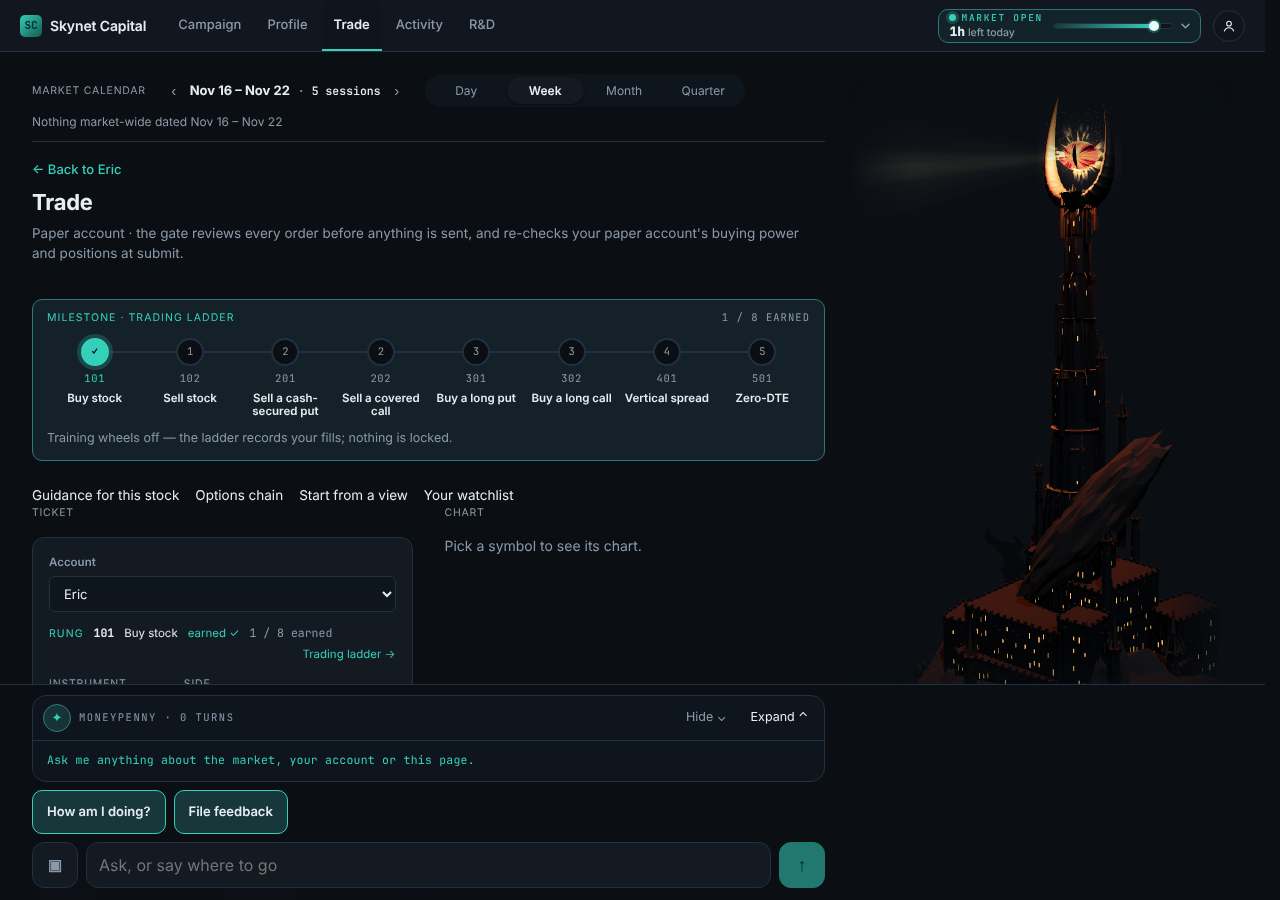 SC Skynet Capital Campaign Profile Trade Activity R&D MARKET OPEN
1h left today
MARKET CALENDAR ‹ Nov 16 – Nov 22 · 5 sessions › Day Week Month Quarter
Nothing market-wide dated Nov 16 – Nov 22
← Back to Eric
Trade
Paper account · the gate reviews every order before anything is sent, and re-checks your paper account's buying power
and positions at submit.
MILESTONE · TRADING LADDER 1 / 8 EARNED
✓ 1 2 2 3 3 4 5
101 102 201 202 301 302 401 501
Buy stock Sell stock Sell a cash-secured put Sell a covered call Buy a long put Buy a long call Vertical spread Zero-DTE
Training wheels off — the ladder records your fills; nothing is locked.
Guidance for this stock Options chain Start from a view Your watchlist
TICKET CHART
Pick a symbol to see its chart.
Account
Eric
RUNG 101 Buy stock earned ✓ 1 / 8 earned
Trading ladder →
INSTRUMENT SIDE
MONEYPENNY · 0 TURNS Hide Expand
Ask me anything about the market, your account or this page.
How am I doing? File feedback
Ask, or say where to go ↑